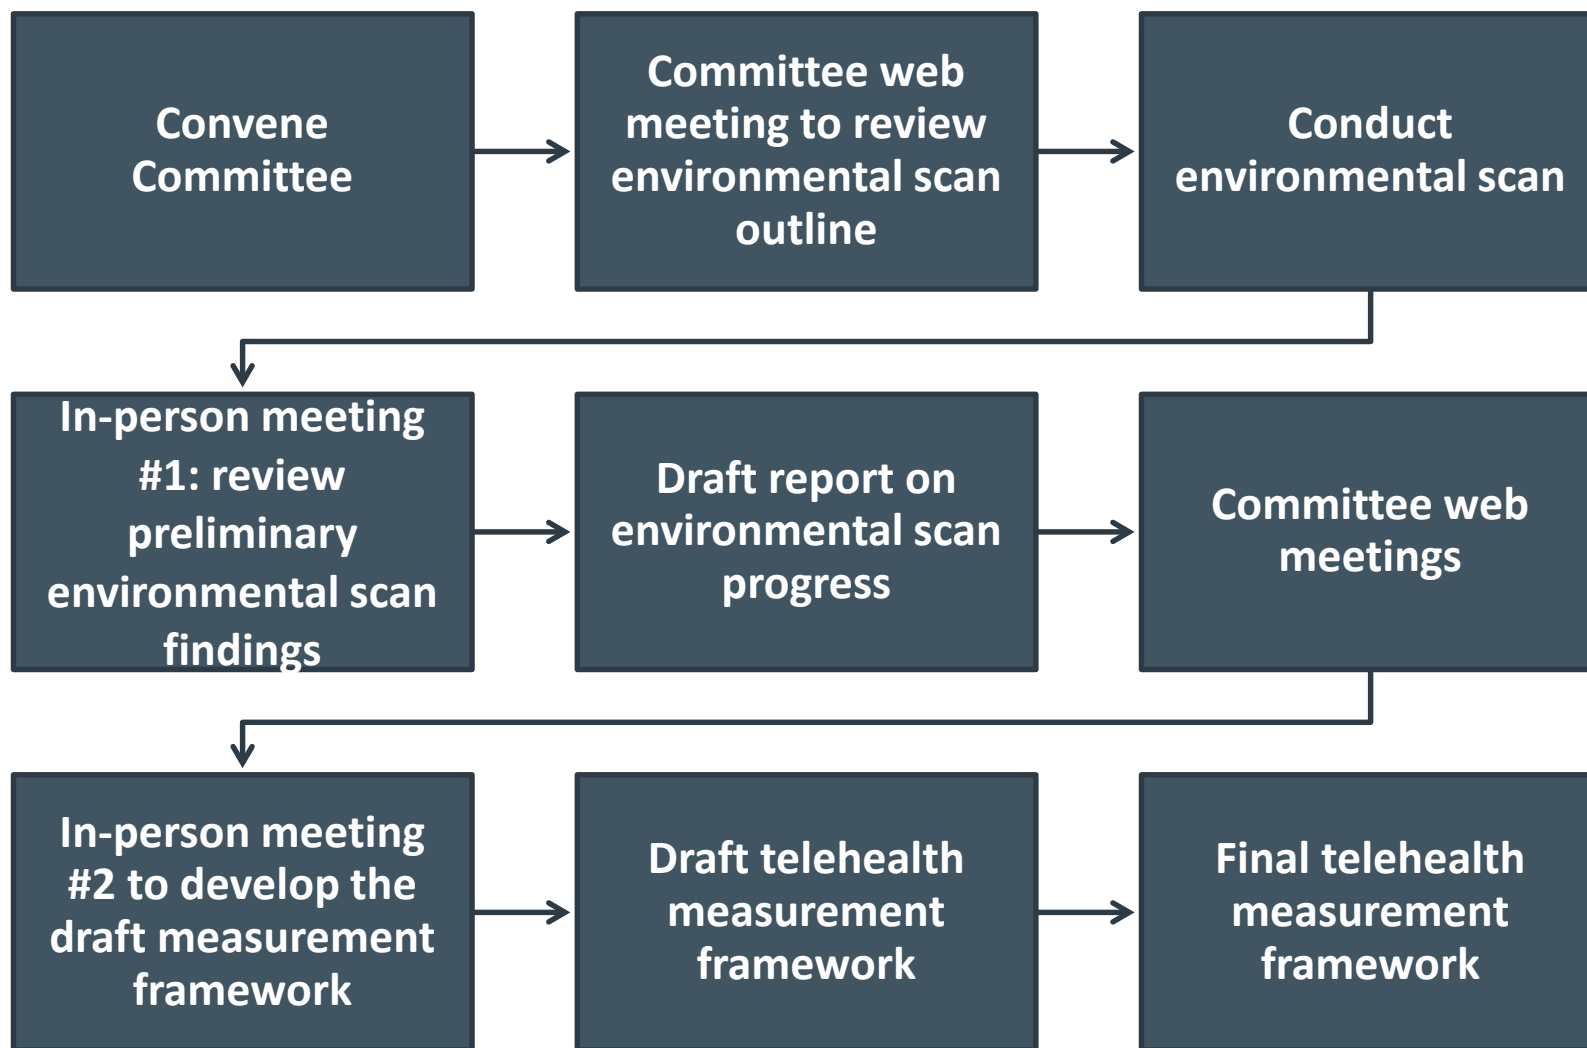 Convene
Committee
Committee web
meeting to review
environmental scan
outline
Conduct
environmental scan
In-person meeting
#1: review
preliminary
environmental scan
findings
Draft report on
environmental scan
progress
Committee web
meetings
In-person meeting
#2 to develop the
draft measurement
framework
Draft telehealth
measurement
framework
Final telehealth
measurement
framework